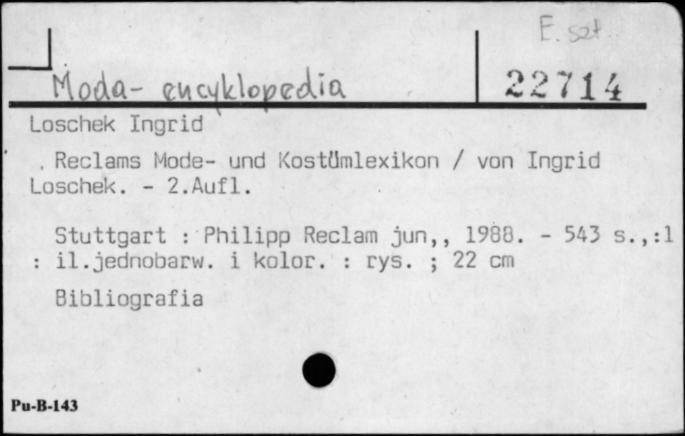 E. szt.
Moda- encyklopedia
22714
Loschek Ingrid
. Reclams Mode- und Kostümlexikon / von Ingrid
Loschek. - 2.Aufl.
Stuttgart : Philipp Reclam jun,, 1988. - 543 s.,:1
: il.jednobarw. i kolor. : rys. ; 22 cm
Bibliografia
Pu-B-143